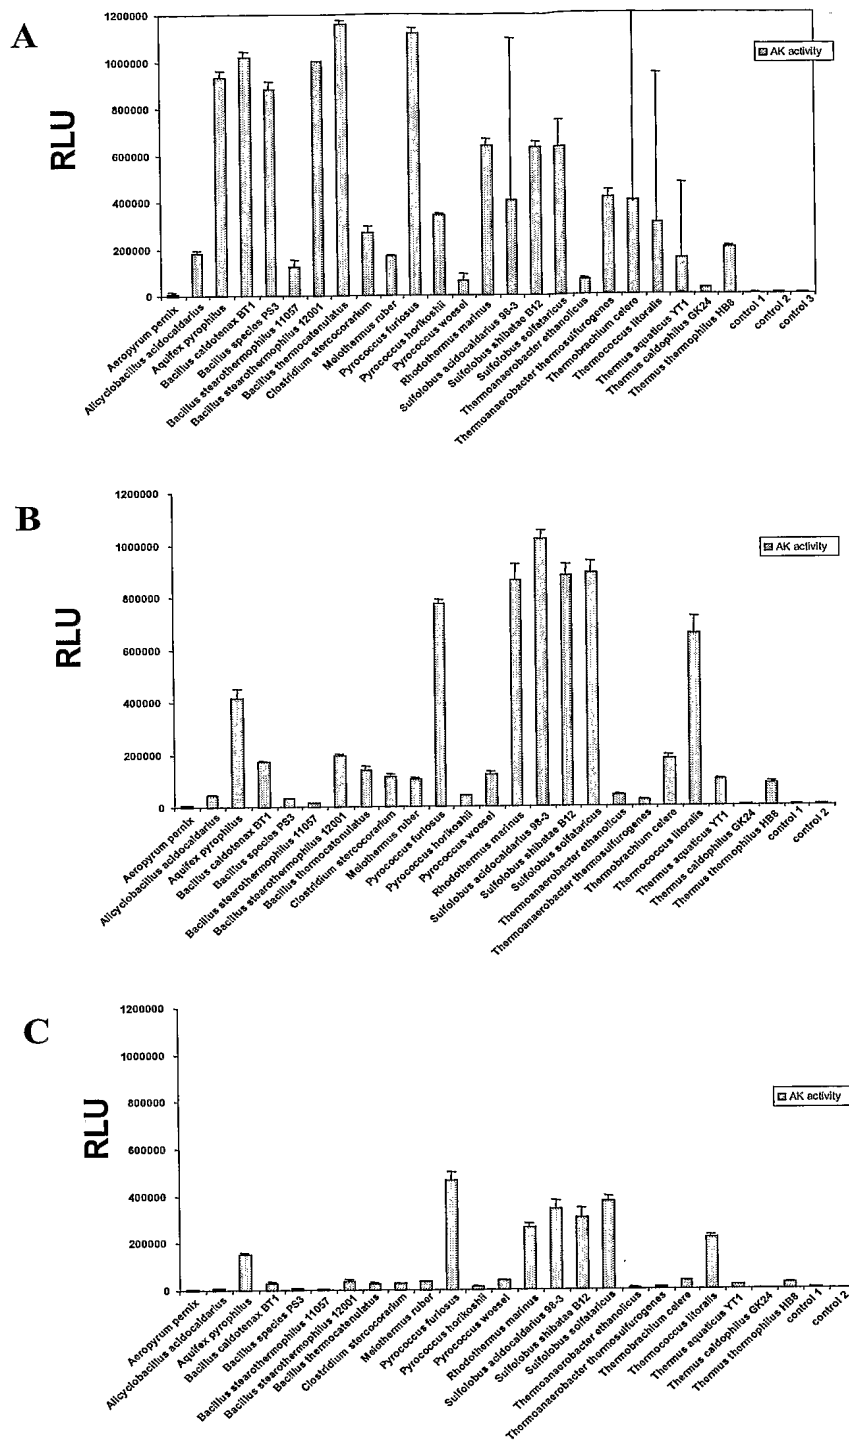 A
1200000
1000000
800000
600000
400000
200000
0
RLU
AK activity
Aeropyrum pernix
Alicyclobacillus acidocaldarius
Aquifex pyrophilus
Bacillus caldotenax BT1
Bacillus species PS3
Bacillus stearothermophilus 11057
Bacillus stearothermophilus 12001
Bacillus thermocatenulatus
Clostridium stercocorarium
Meiothermus ruber
Pyrococcus furiosus
Pyrococcus horikoshii
Pyrococcus woesei
Rhodothermus marinus
Sulfolobus acidocaldarius 98-3
Sulfolobus shibatae B12
Sulfolobus solfataricus
Thermoanaerobacter ethanolicus
Thermoanaerobacter thermosulfurogenes
Thermobrachium celere
Thermococcus litoralis
Thermus aquaticus YT1
Thermus caldophilus GK24
Thermus thermophilus HB8
control 1
control 2
control 3
B
1200000
1000000
800000
600000
400000
200000
0
RLU
AK activity
Aeropyrum pernix
Alicyclobacillus acidocaldarius
Aquifex pyrophilus
Bacillus caldotenax BT1
Bacillus species PS3
Bacillus stearothermophilus 11057
Bacillus stearothermophilus 12001
Bacillus thermocatenulatus
Clostridium stercocorarium
Meiothermus ruber
Pyrococcus furiosus
Pyrococcus horikoshii
Pyrococcus woesei
Rhodothermus marinus
Sulfolobus acidocaldarius 98-3
Sulfolobus shibatae B12
Sulfolobus solfataricus
Thermoanaerobacter ethanolicus
Thermoanaerobacter thermosulfurogenes
Thermobrachium celere
Thermococcus litoralis
Thermus aquaticus YT1
Thermus caldophilus GK24
Thermus thermophilus HB8
control 1
control 2
C
1200000
1000000
800000
600000
400000
200000
0
RLU
AK activity
Aeropyrum pernix
Alicyclobacillus acidocaldarius
Aquifex pyrophilus
Bacillus caldotenax BT1
Bacillus species PS3
Bacillus stearothermophilus 11057
Bacillus stearothermophilus 12001
Bacillus thermocatenulatus
Clostridium stercocorarium
Meiothermus ruber
Pyrococcus furiosus
Pyrococcus horikoshii
Pyrococcus woesei
Rhodothermus marinus
Sulfolobus acidocaldarius 98-3
Sulfolobus shibatae B12
Sulfolobus solfataricus
Thermoanaerobacter ethanolicus
Thermoanaerobacter thermosulfurogenes
Thermobrachium celere
Thermococcus litoralis
Thermus aquaticus YT1
Thermus caldophilus GK24
Thermus thermophilus HB8
control 1
control 2